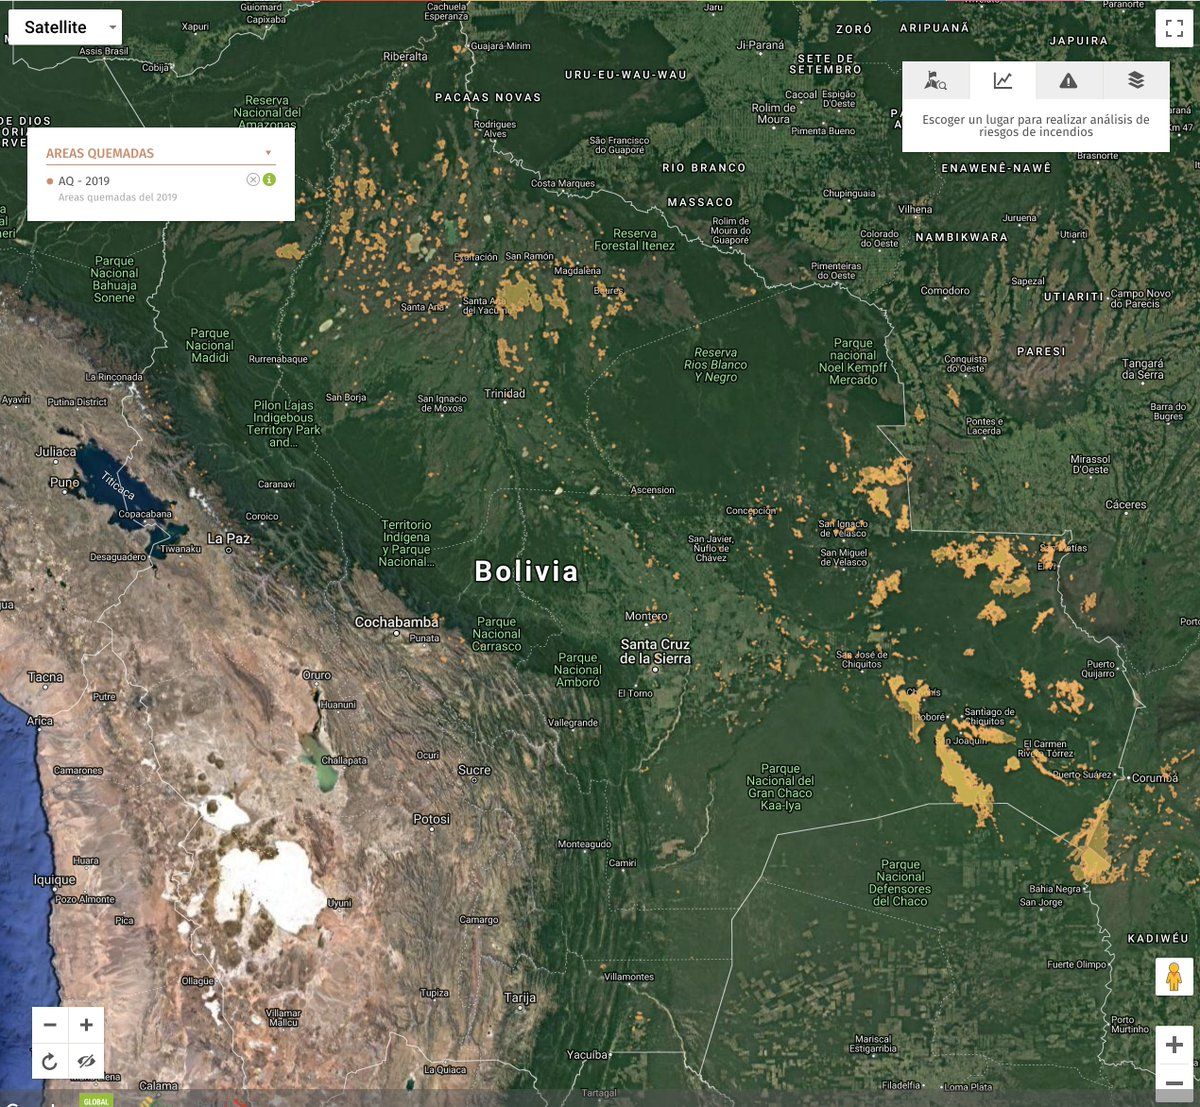 Satellite
Guiomard
Capixaba
Xapuri
Assis Brasil
Cobija
Cachuela
Esperanza
Guajará-Mirim
Riberalta
Jaru
Ji-Paraná
ZORÓ
ARIPUANÃ
JAPUIRA
Paranorte
SETE DE
SETEMBRO
URU-EU-WAU-WAU
PACAAS NOVAS
Reserva
Nacional del
Amazonas
Rodrigues
Alves
São Francisco
do Guaporé
Cacoal
Espigão
D'Oeste
Rolim de
Moura
Pimenta Bueno
Escoger un lugar para realizar análisis de
riesgos de incendios
Km 47
Brasnorte
ENAWENÊ-NAWÊ
AREAS QUEMADAS
AQ - 2019
Areas quemadas del 2019
RIO BRANCO
Costa Marques
MASSACO
Chupinguaia
Vilhena
Juruena
Utiariti
Rolim de
Moura do
Guaporé
Colorado
do Oeste
NAMBIKWARA
Reserva
Forestal Itenez
Exaltación
San Ramón
Magdalena
Baures
Pimenteiras
do Oeste
Comodoro
Sapezal
UTIARITI
Campo Novo
do Parecis
Parque
Nacional
Bahuaja
Sonene
Santa Ana
Santa Ana
del Yacuma
Parque
Nacional
Madidi
Rurrenabaque
Reserva
Rios Blanco
Y Negro
Parque
nacional
Noel Kempff
Mercado
PARESI
Conquista
do Oeste
Tangará
da Serra
La Rinconada
Ayaviri
Putina District
San Borja
San Ignacio
de Moxos
Trinidad
Pilon Lajas
Indigebous
Territory Park
and...
Barra do
Bugres
Pontes e
Lacerda
Juliaca
Puno
Titicaca
Copacabana
Caranavi
Coroico
Mirassol
D'Oeste
Cáceres
Ascension
Concepción
San Ignacio
de Velasco
La Paz
Tiwanaku
Desaguadero
Territorio
Indígena
y Parque
Nacional...
San Javier,
Ñuflo de
Chávez
San Miguel
de Velasco
San Matías
Bolivia
Cochabamba
Punata
Parque
Nacional
Carrasco
Montero
Santa Cruz
de la Sierra
Parque
Nacional
Amboró
El Torno
San José de
Chiquitos
Puerto
Quijarro
Tacna
Putre
Arica
Oruro
Huanuni
Vallegrande
Roboré
Santiago de
Chiquitos
San Joaquin
El Carmen
Rivero Tórrez
Puerto Suárez
Corumbá
Camarones
Challapata
Ocurí
Sucre
Parque
Nacional del
Gran Chaco
Kaa-Iya
Potosi
Monteagudo
Camiri
Huara
Iquique
Pozo Almonte
Pica
Uyuni
Camargo
Parque
Nacional
Defensores
del Chaco
Bahia Negra
San Jorge
KADIWÉU
Ollagüe
Villamontes
Fuerte Olimpo
Tupiza
Tarija
Villamar
Mallcu
Porto
Murtinho
Yacuiba
Mariscal
Estigarribia
La Quiaca
Calama
Tartagal
Filadelfia
Loma Plata
GLOBAL